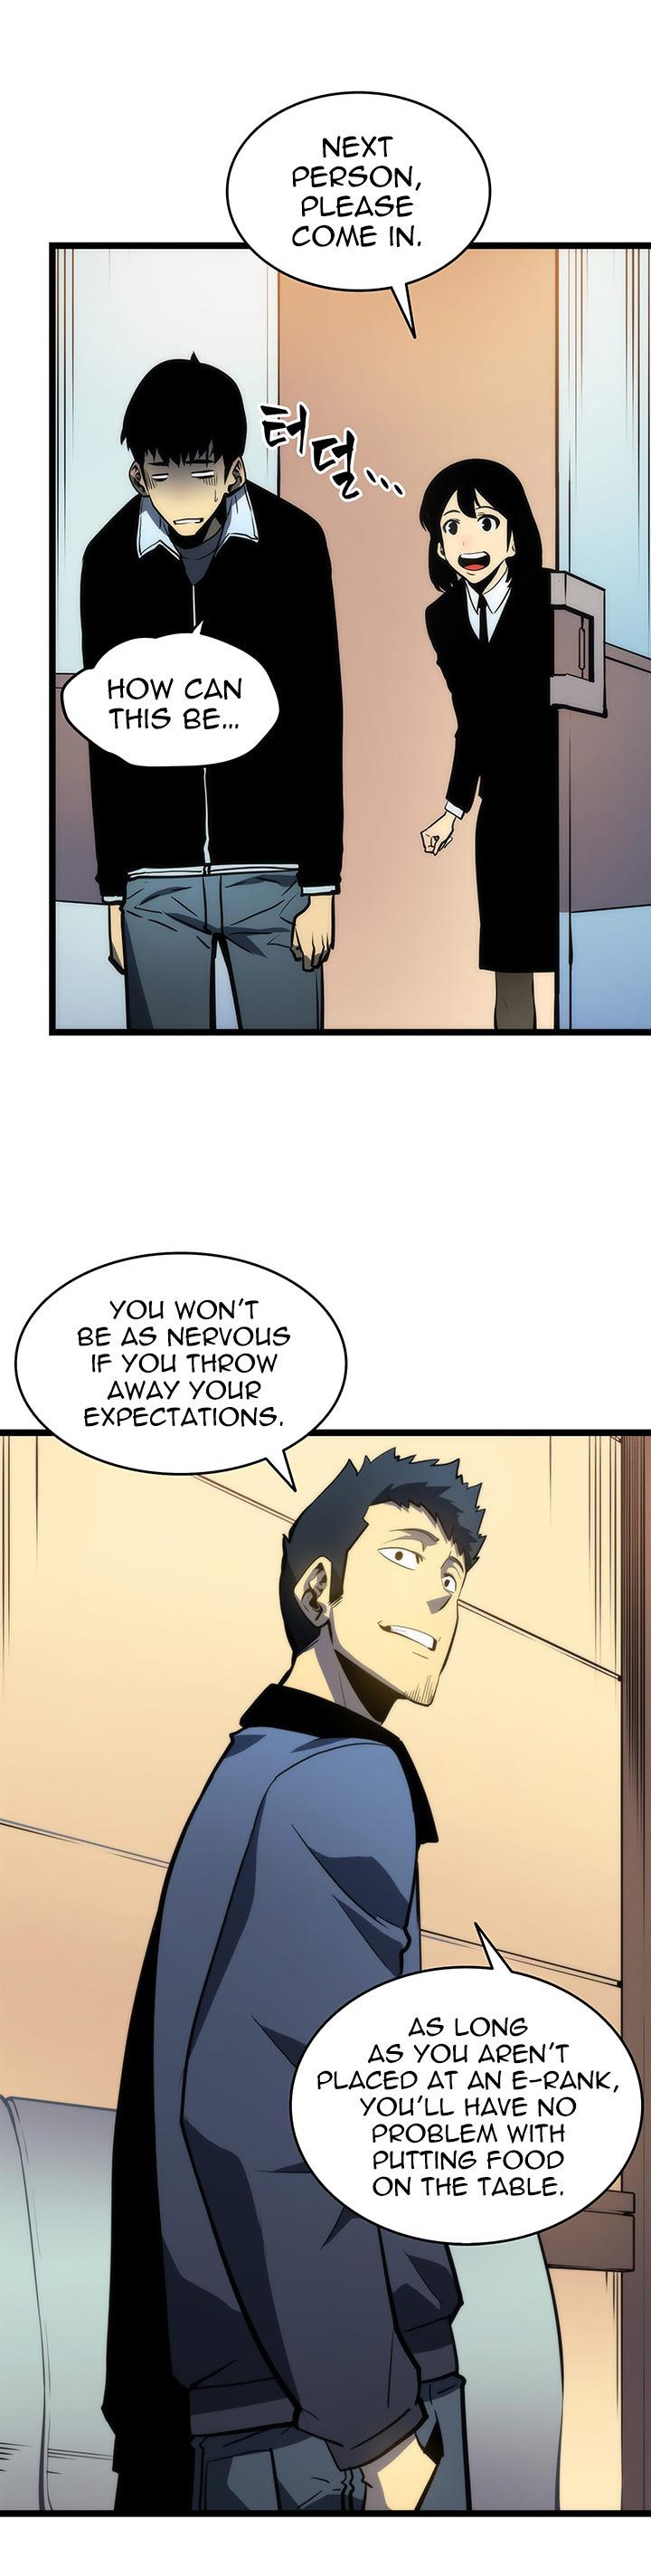 NEXT
PERSON,
PLEASE
COME IN.
터덜...
HOW CAN
THIS BE...
YOU WON'T
BE AS NERVOUS
IF YOU THROW
AWAY YOUR
EXPECTATIONS.
AS LONG
AS YOU AREN'T
PLACED AT AN E-RANK,
YOU'LL HAVE NO
PROBLEM WITH
PUTTING FOOD
ON THE TABLE.